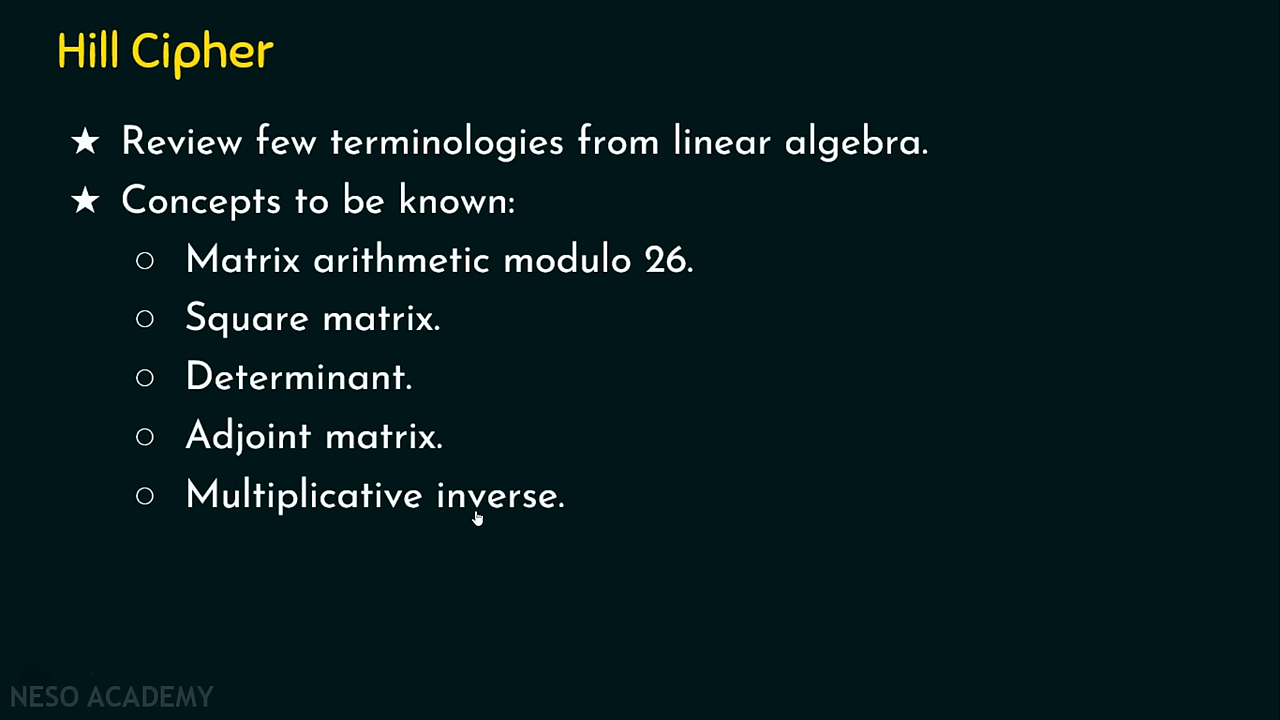 Hill Cipher
★ Review few terminologies from linear algebra.
★ Concepts to be known:
○ Matrix arithmetic modulo 26.
○ Square matrix.
○ Determinant.
○ Adjoint matrix.
○ Multiplicative inverse.
NESO ACADEMY